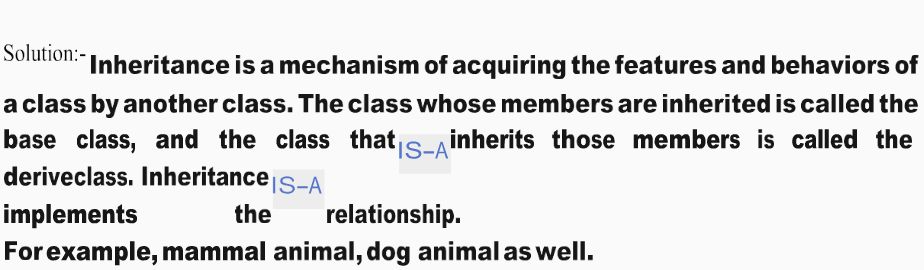 Solution:- Inheritance is a mechanism of acquiring the features and behaviors of
a class by another class. The class whose members are inherited is called the
base class, and the class that IS-A inherits those members is called the
deriveclass. Inheritance IS-A
implements the relationship.
For example, mammal animal, dog animal as well.